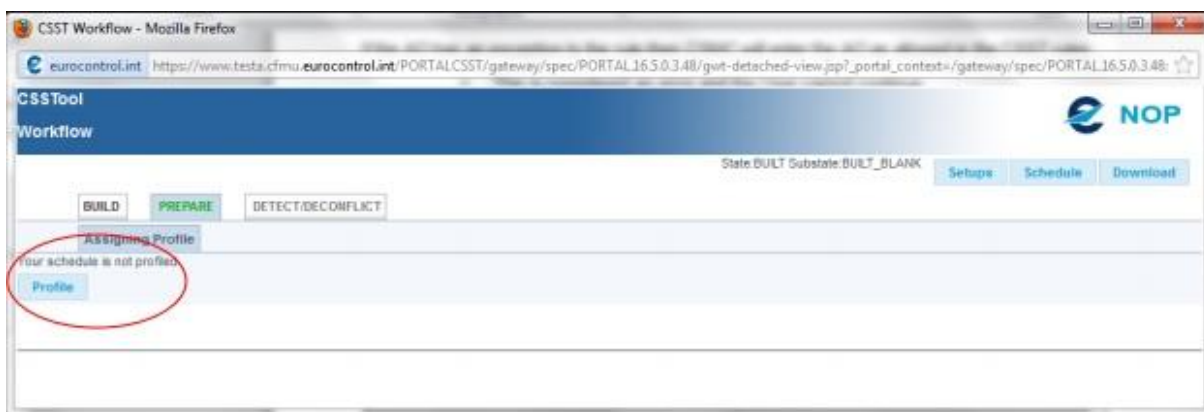 CSST Workflow - Mozilla Firefox
eurocontrol.int https://www.testa.cfmu.eurocontrol.int/PORTALCSST/gateway/spec/PORTAL.16.5.0.3.48/gwt-detached-view.jsp?_portal_context=/gateway/spec/PORTAL.16.5.0.3.48:
CSSTool
NOP
Workflow
State:BUILT Substate:BUILT_BLANK Setups Schedule Download
BUILD PREPARE DETECT/DECONFLICT
Assigning Profile
Your schedule is not profiled.
Profile